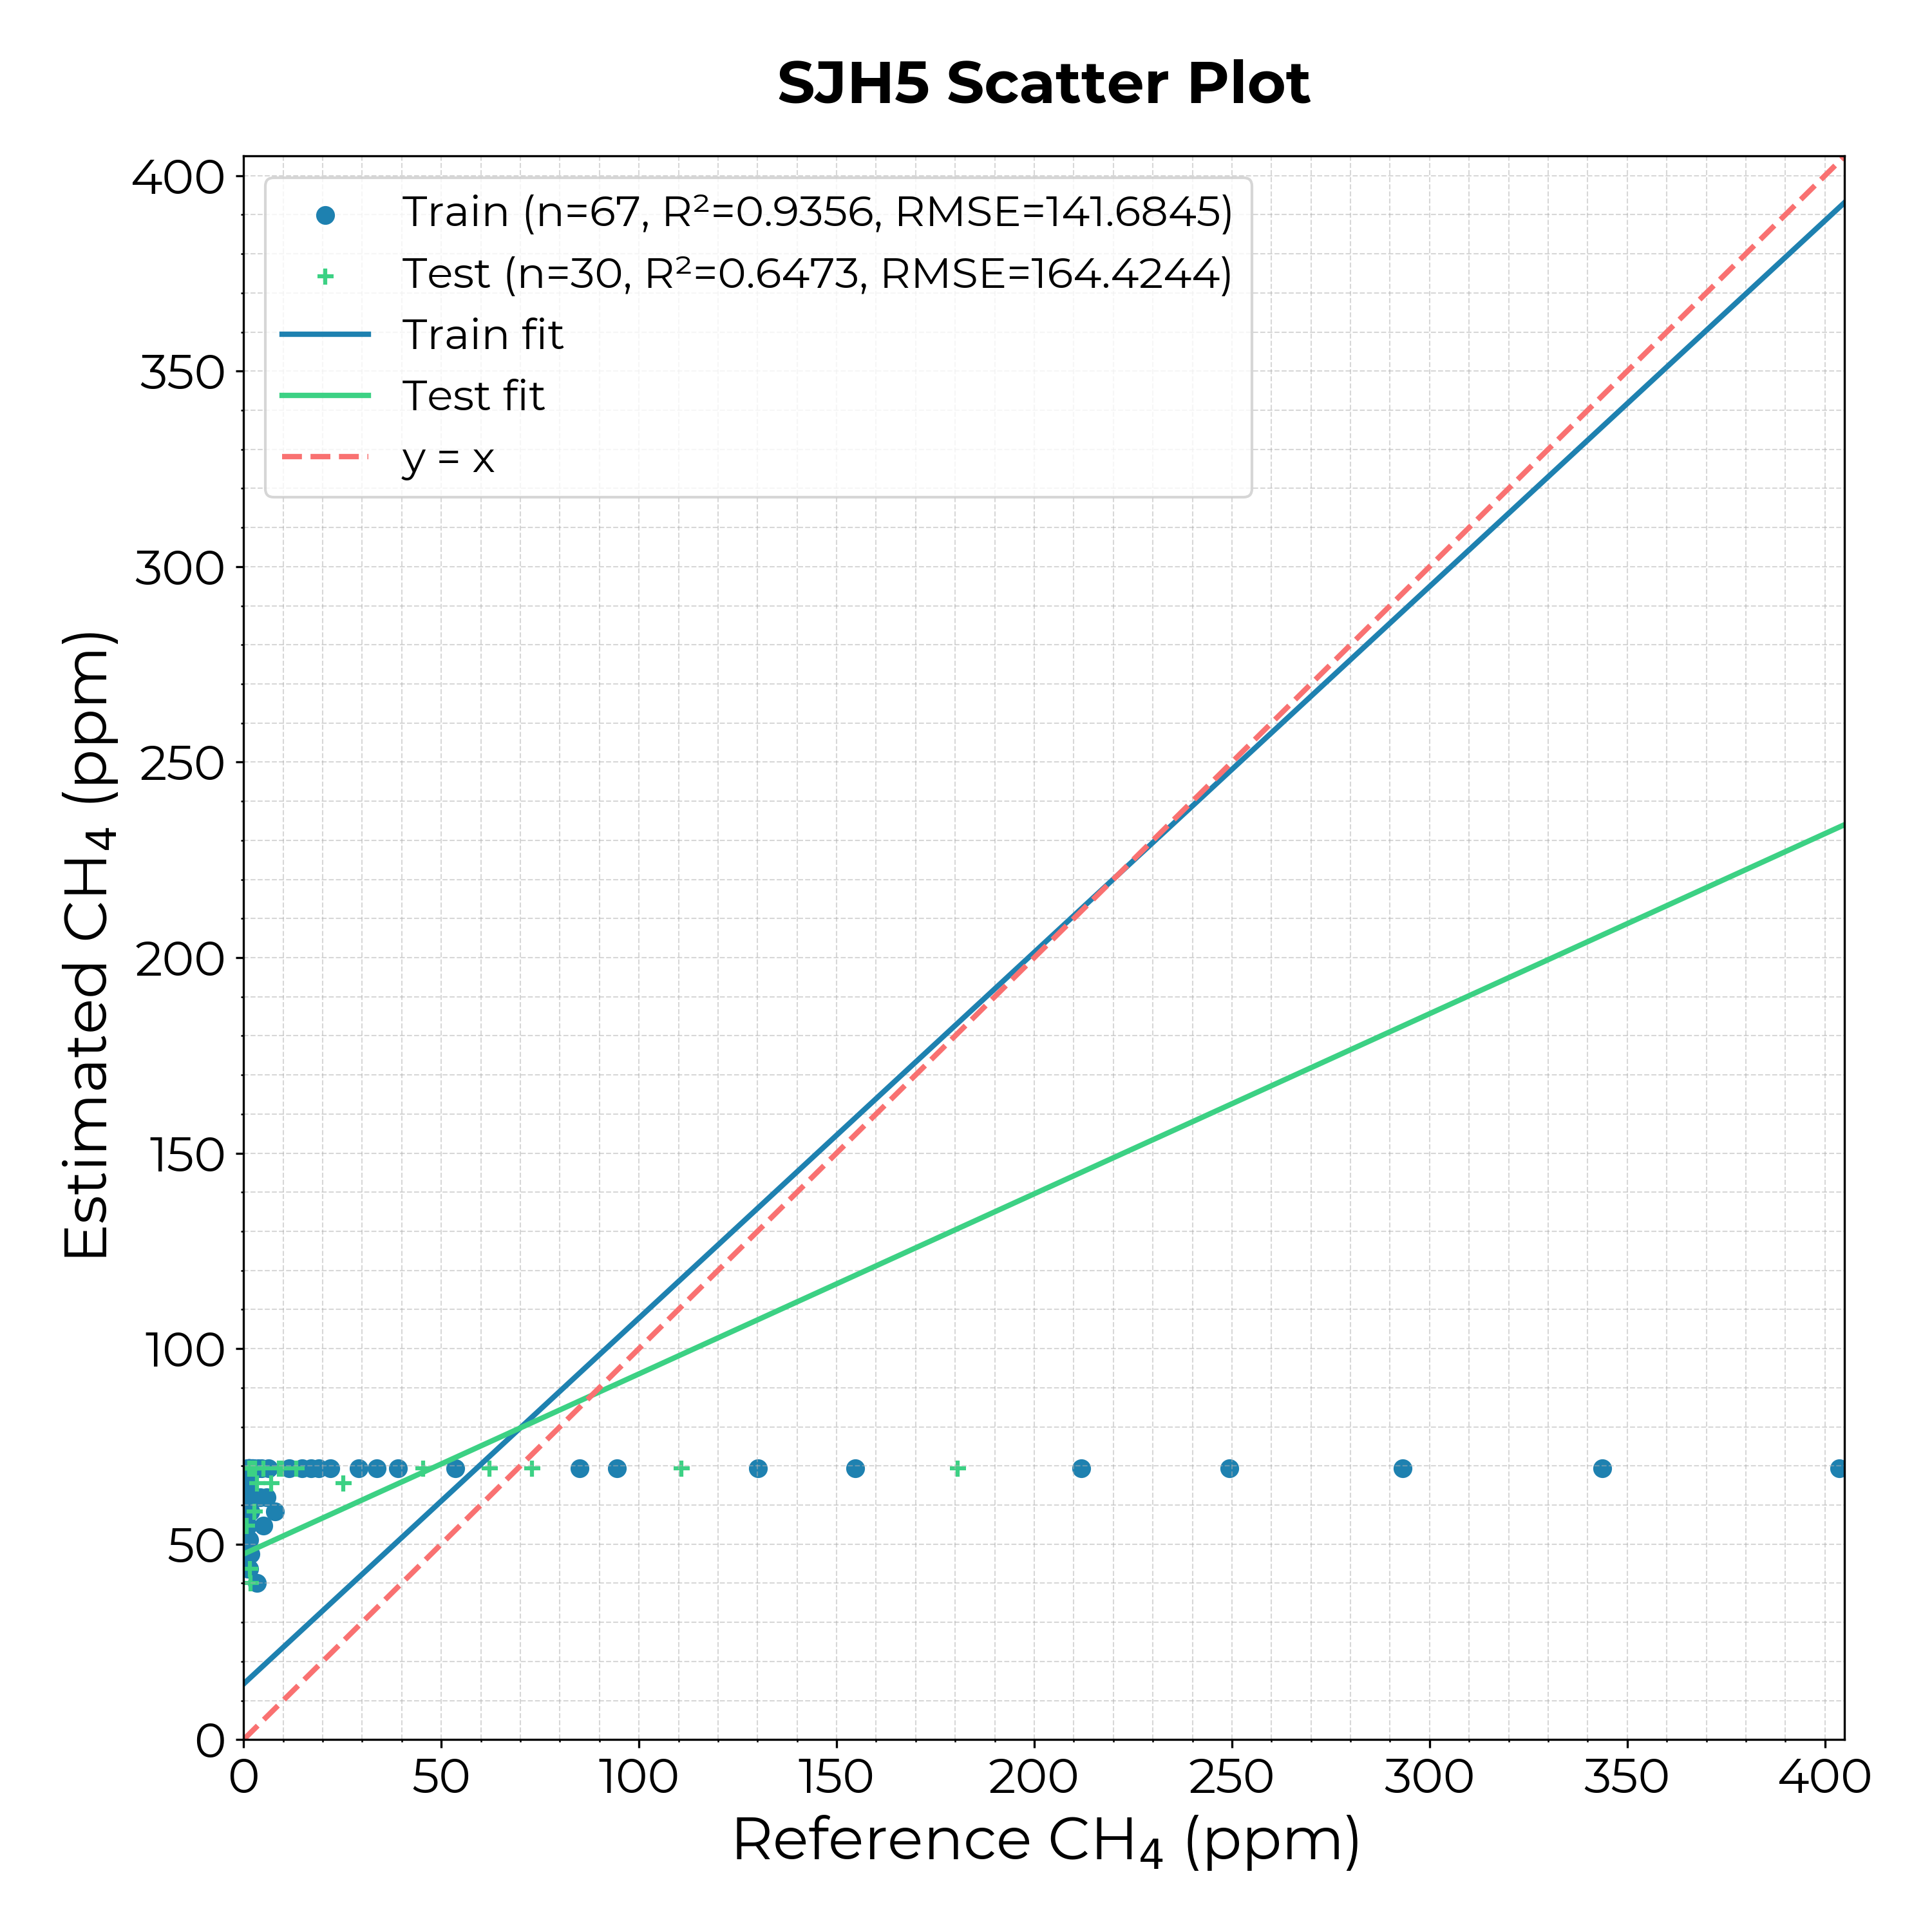 SJH5 Scatter Plot
Train (n=67, R²=0.9356, RMSE=141.6845)
Test (n=30, R²=0.6473, RMSE=164.4244)
Train fit
Test fit
y = x
Estimated CH₄ (ppm)
400
350
300
250
200
150
100
50
0
0 50 100 150 200 250 300 350 400
Reference CH₄ (ppm)